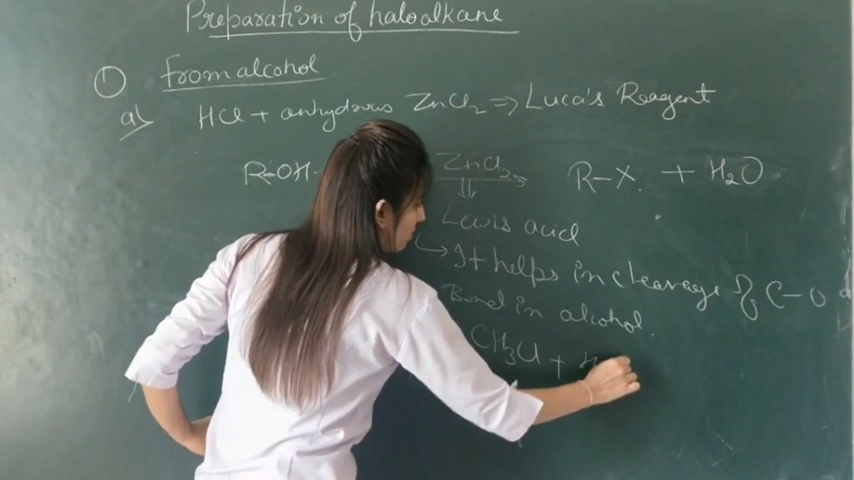 Preparation of haloalkane
① From alcohol
a) HCl + anhydrous ZnCl2 ⇒ Luca's Reagent
R-OH ZnCl2 → R-X + H2O
⇓
Lewis acid
↳ It helps in cleavage of C-O
Bond in alcohol.
CH3Cl +